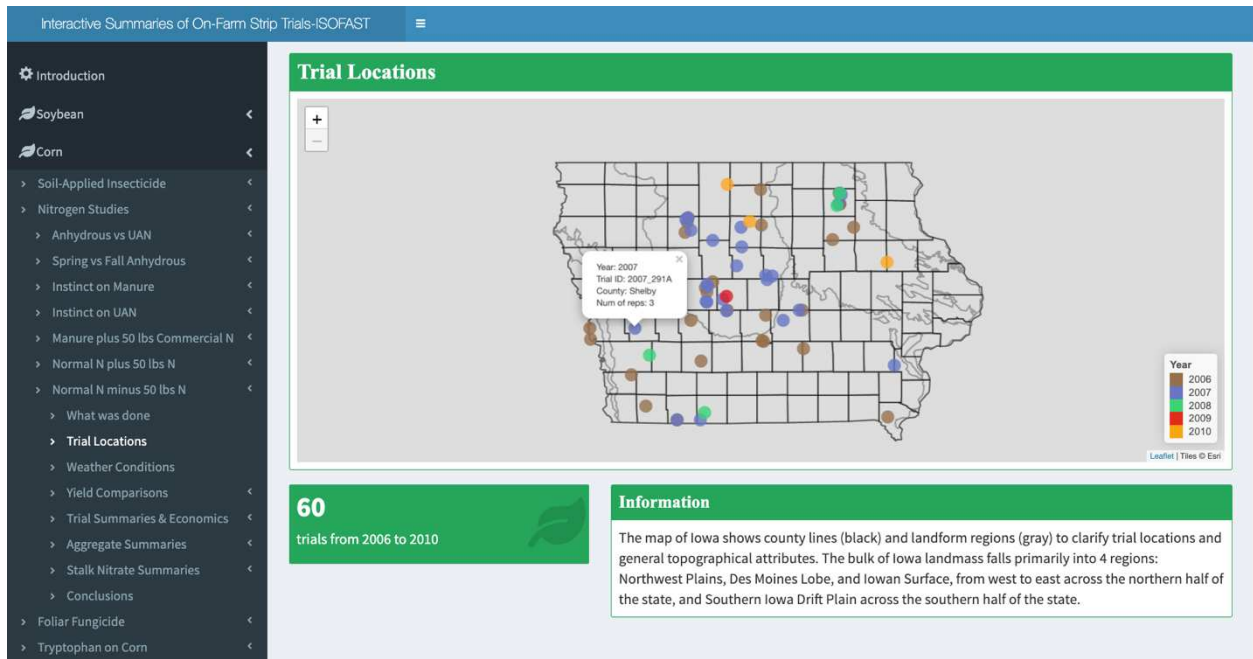 Interactive Summaries of On-Farm Strip Trials-ISOFAST
Introduction
Soybean
Corn
Soil-Applied Insecticide
Nitrogen Studies
Anhydrous vs UAN
Spring vs Fall Anhydrous
Instinct on Manure
Instinct on UAN
Manure plus 50 lbs Commercial N
Normal N plus 50 lbs N
Normal N minus 50 lbs N
What was done
Trial Locations
Weather Conditions
Yield Comparisons
Trial Summaries & Economics
Aggregate Summaries
Stalk Nitrate Summaries
Conclusions
Foliar Fungicide
Tryptophan on Corn
Trial Locations
+
−
Year: 2007
Trial ID: 2007_291A
County: Shelby
Num of reps: 3
×
Year
2006
2007
2008
2009
2010
Leaflet | Tiles © Esri
60
trials from 2006 to 2010
Information
The map of Iowa shows county lines (black) and landform regions (gray) to clarify trial locations and
general topographical attributes. The bulk of Iowa landmass falls primarily into 4 regions:
Northwest Plains, Des Moines Lobe, and Iowan Surface, from west to east across the northern half of
the state, and Southern Iowa Drift Plain across the southern half of the state.